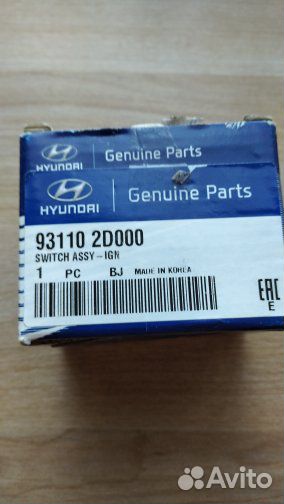 HYUNDAI
Genuine Parts
HYUNDAI
Genuine Parts
93110 2D000
SWITCH ASSY-IGN
1 PC BJ MADE IN KOREA
EAC
E
Avito